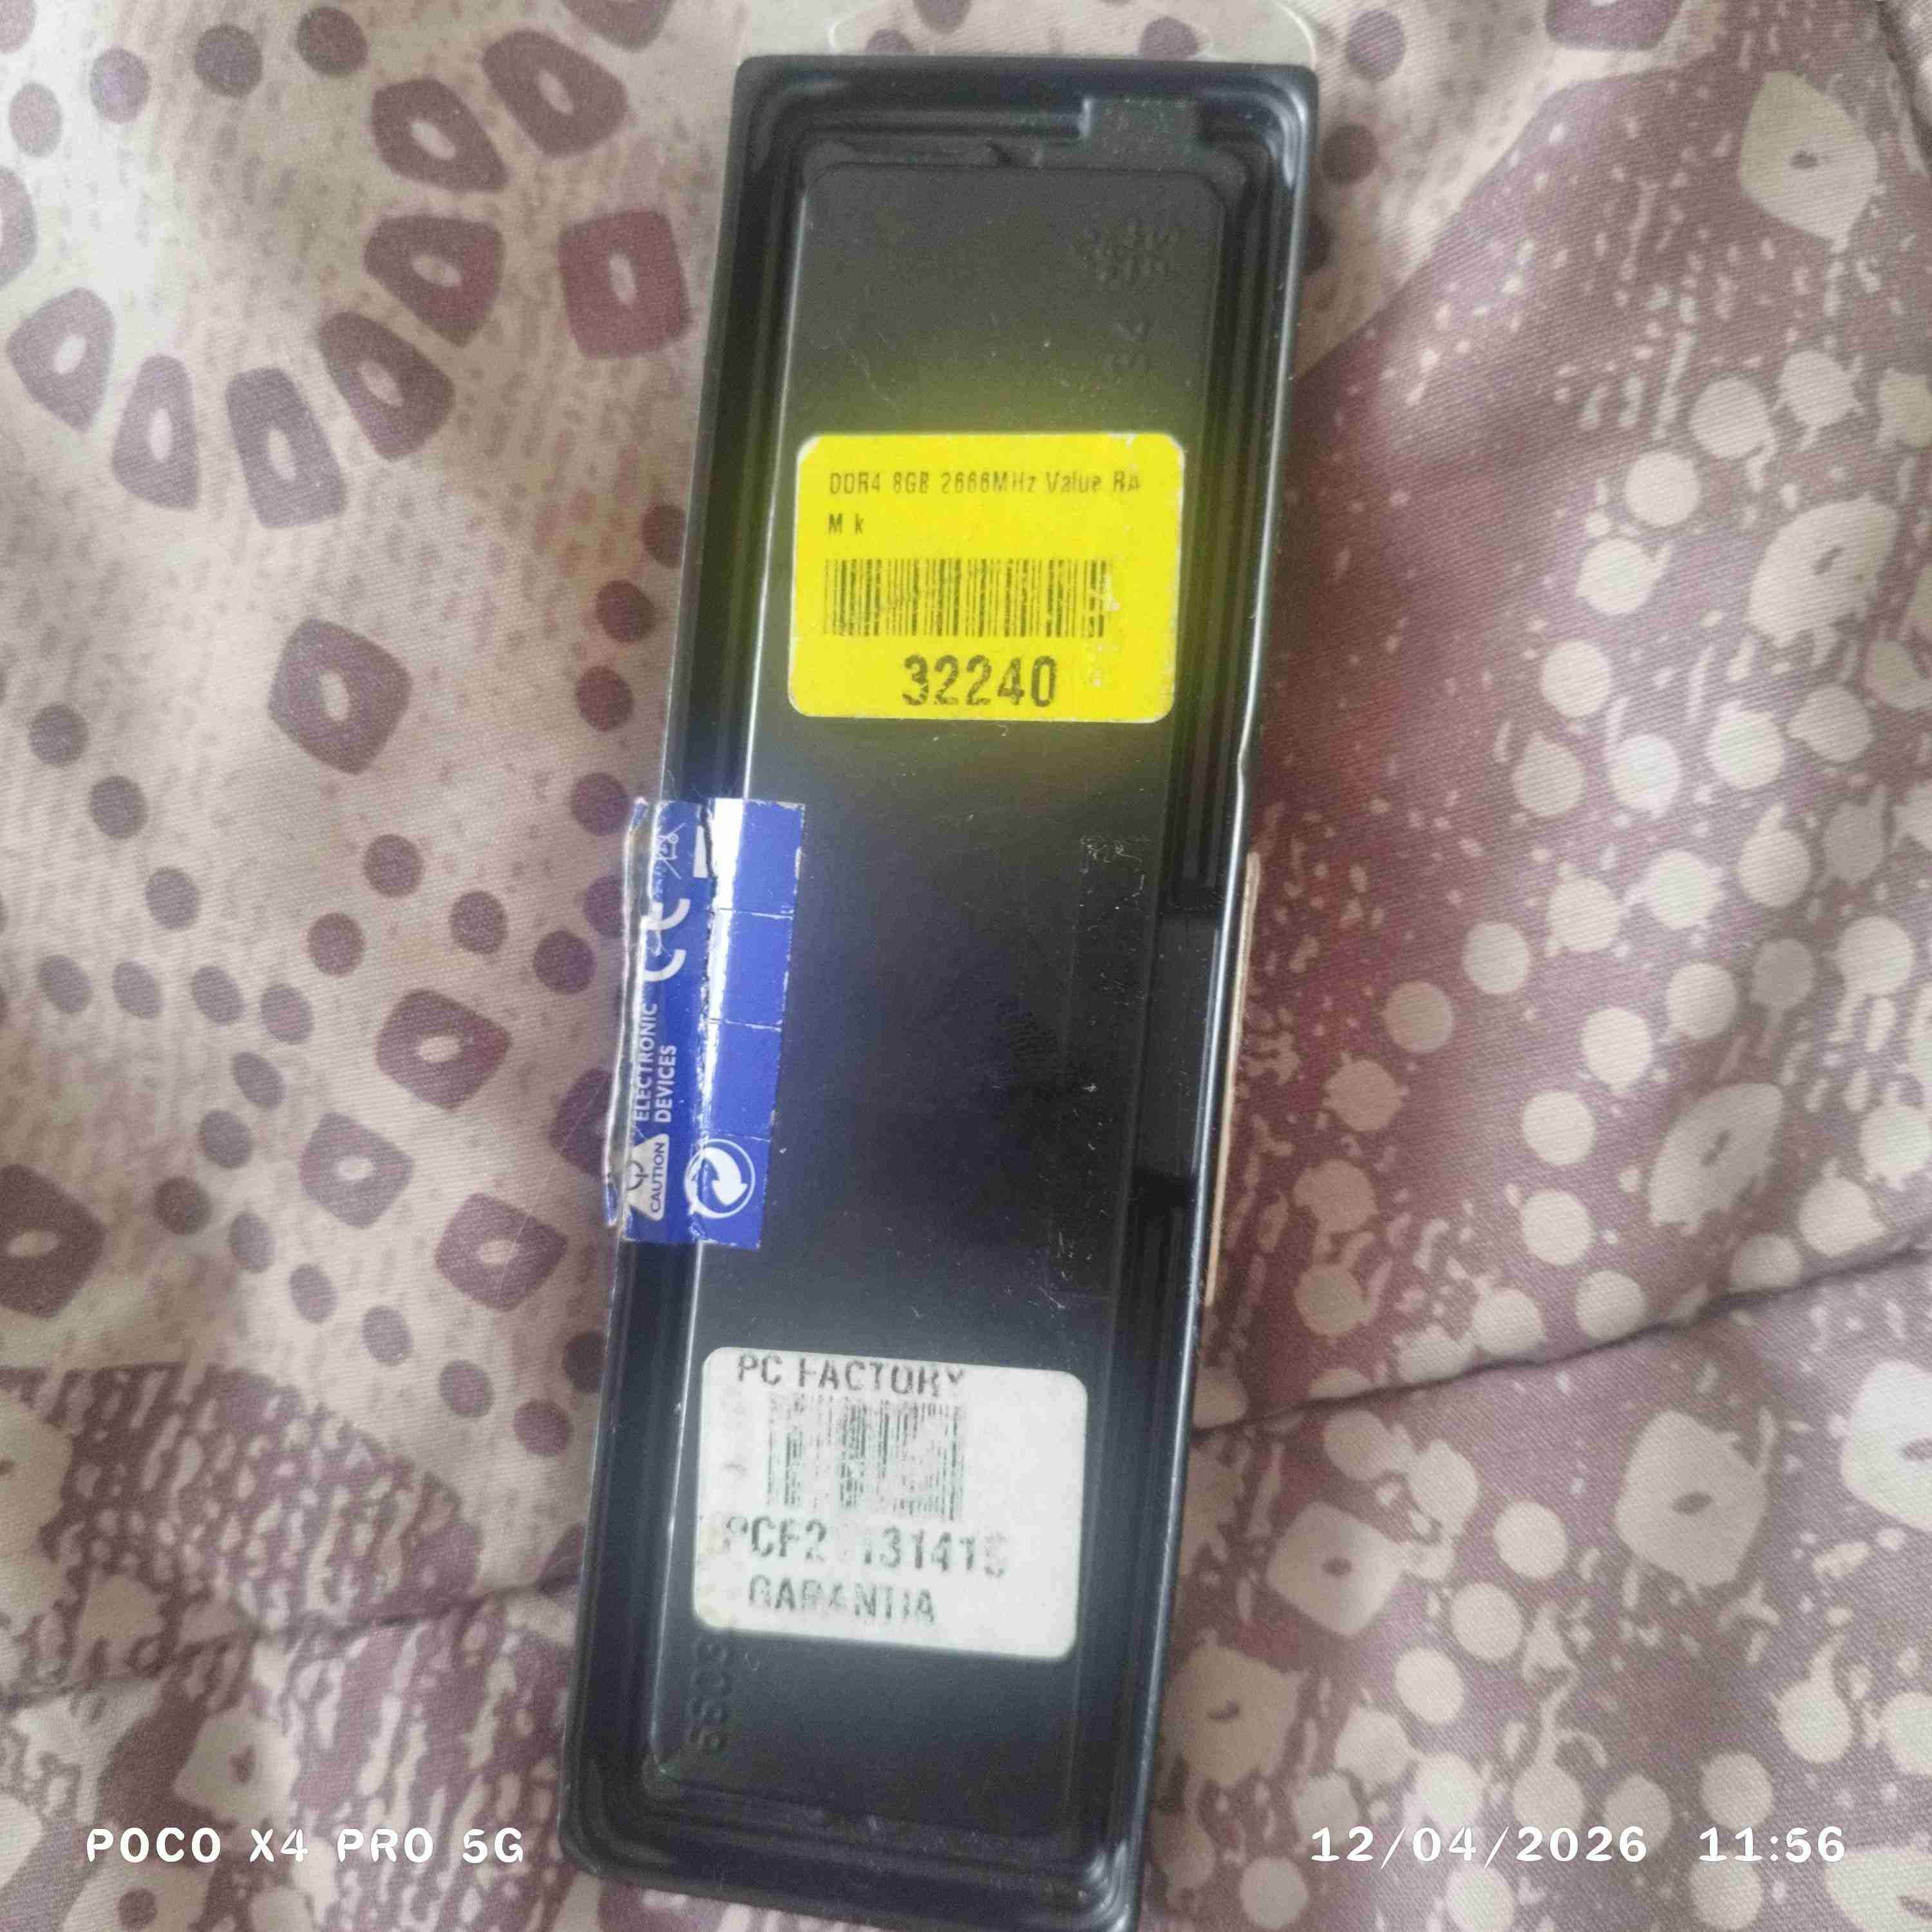 DDR4 8GB 2666MHz Value RA
M k
32240
ELECTRONIC
DEVICES
CAUTION
PC FACTORY
GARANTIA
POCO X4 PRO 5G
12/04/2026 11:56